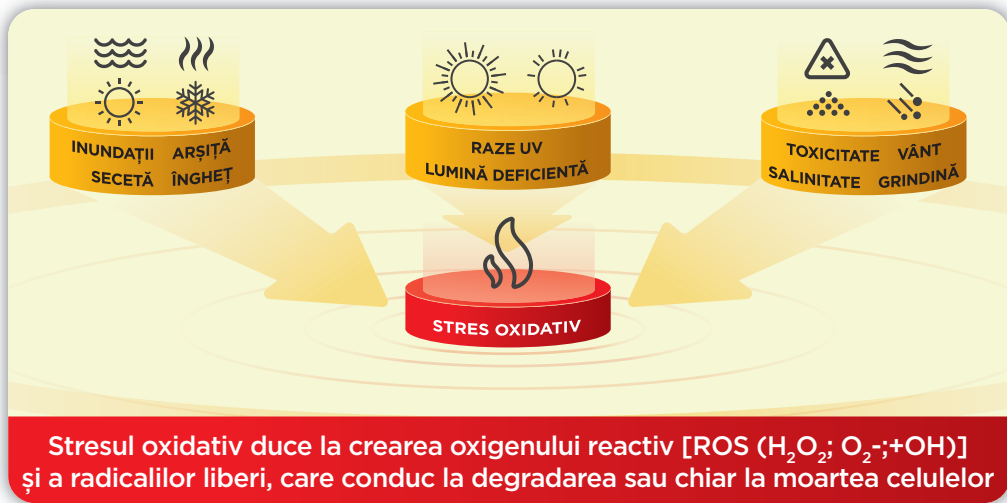 INUNDAȚII ARȘIȚĂ
SECETĂ ÎNGHEȚ
RAZE UV
LUMINĂ DEFICIENTĂ
TOXICITATE VÂNT
SALINITATE GRINDINĂ
STRES OXIDATIV
Stresul oxidativ duce la crearea oxigenului reactiv [ROS (H₂O₂; O₂-;+OH)]
și a radicalilor liberi, care conduc la degradarea sau chiar la moartea celulelor